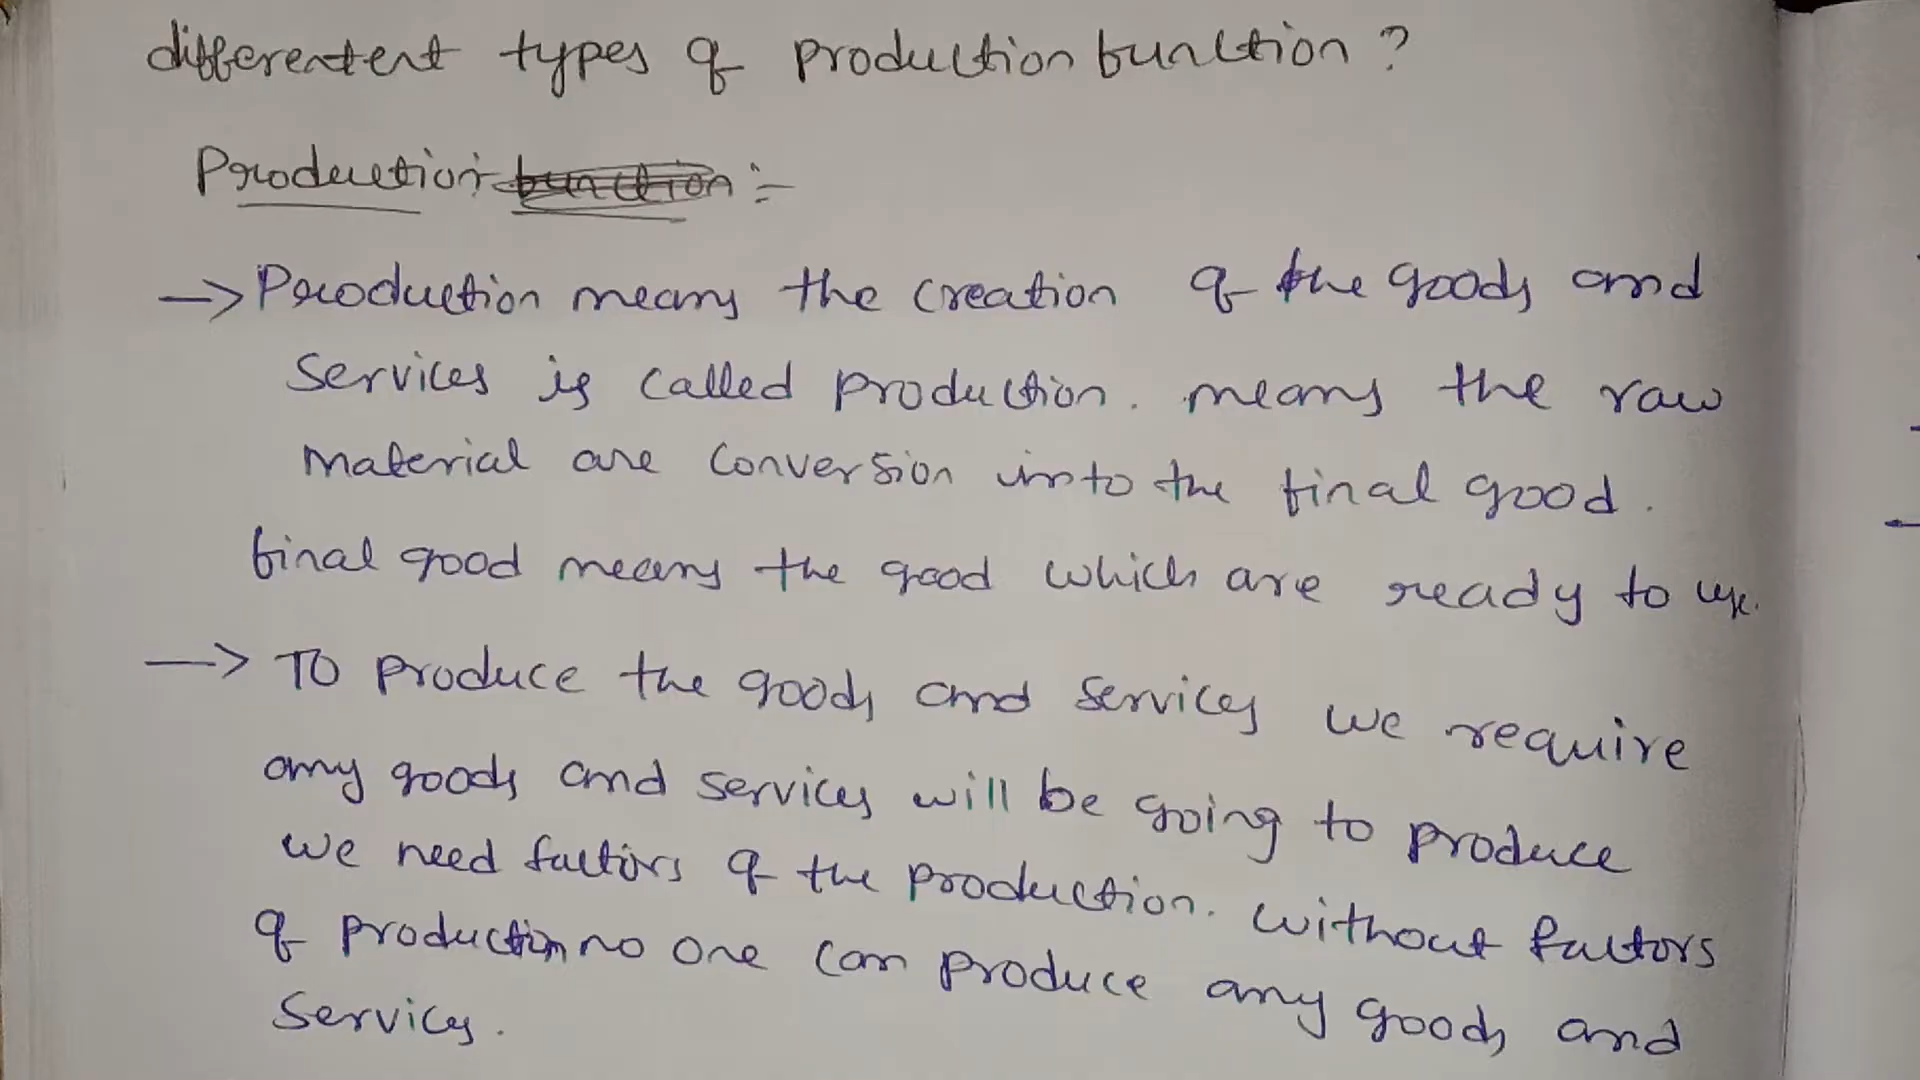 differentent types of production function?
Production function :-
→ Production means the creation of the goods and
services is called production. means the raw
material are conversion into the final good.
final good means the good which are ready to use.
→ To produce the goods and services we require
any goods and services will be going to produce
we need factors of the production. without factors
of production no one can produce any goods and
services.